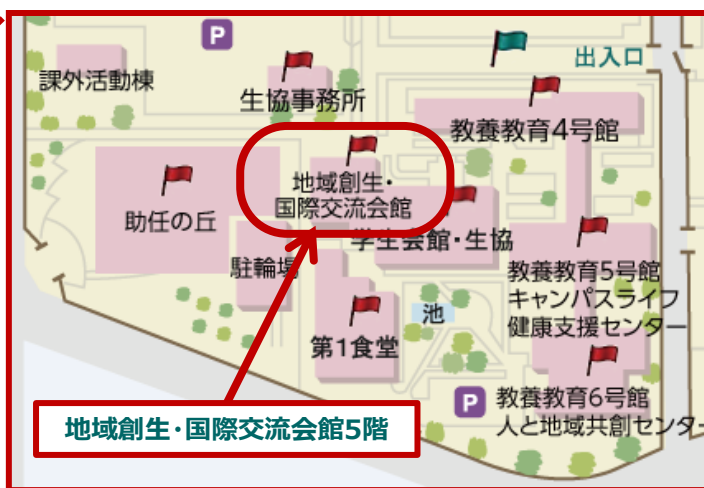 P
出入口
課外活動棟
生協事務所
教養教育4号館
地域創生・
国際交流会館
助任の丘
学生会館・生協
駐輪場
教養教育5号館
キャンパスライフ
健康支援センター
池
第1食堂
P
教養教育6号館
人と地域共創センター
地域創生・国際交流会館5階